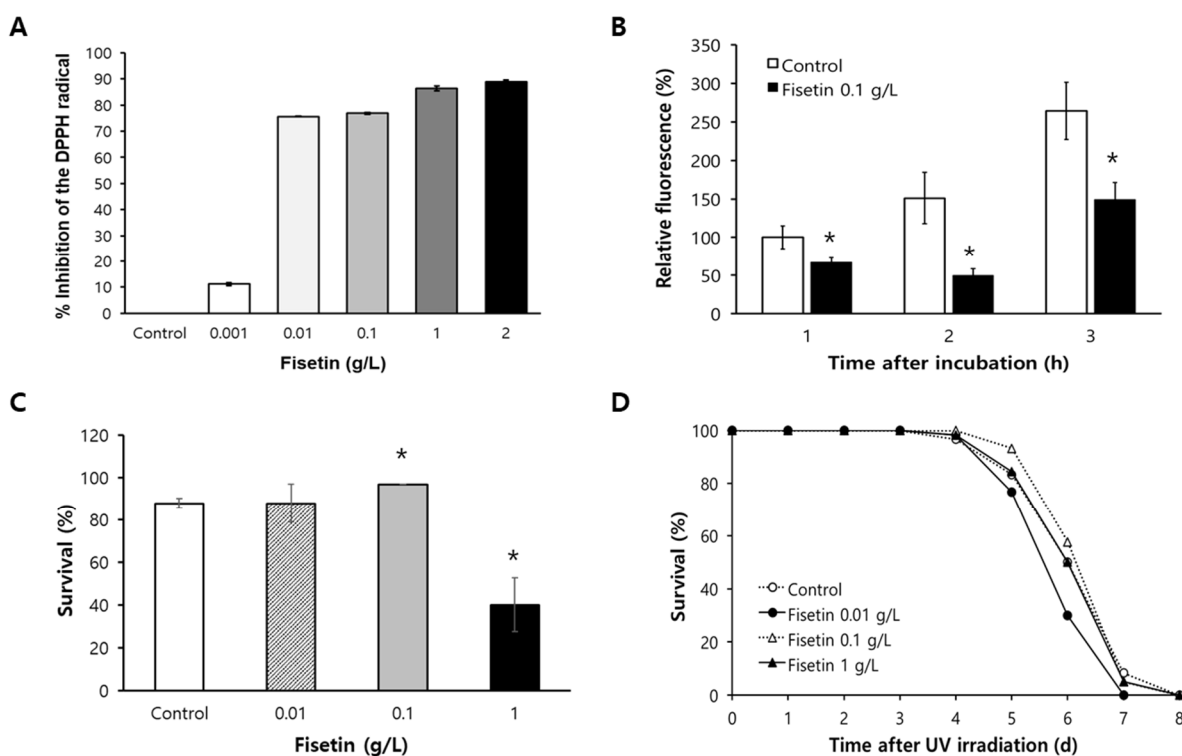 A
% Inhibition of the DPPH radical
100
90
80
70
60
50
40
30
20
10
0
Control 0.001 0.01 0.1 1 2
Fisetin (g/L)
B
Relative fluorescence (%)
350
300
250
200
150
100
50
0
Control
Fisetin 0.1 g/L
* * *
1 2 3
Time after incubation (h)
C
Survival (%)
120
100
80
60
40
20
0
* *
Control 0.01 0.1 1
Fisetin (g/L)
D
Survival (%)
100
80
60
40
20
0
Control
Fisetin 0.01 g/L
Fisetin 0.1 g/L
Fisetin 1 g/L
0 1 2 3 4 5 6 7 8
Time after UV irradiation (d)